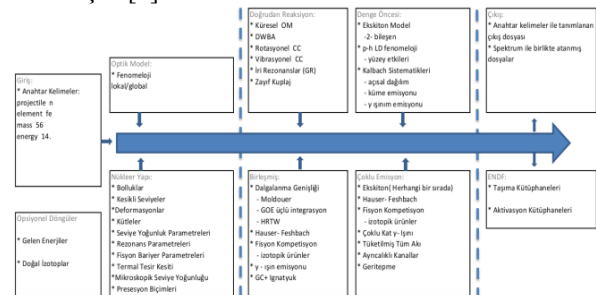 Giriş:
* Anahtar Kelimeler:
projectile n
element fe
mass 56
energy 14.
Opsiyonel Döngüler
* Gelen Enerjiler
* Doğal İzotoplar
Optik Model:
* Fenomeloji
lokal/global
Nükleer Yapı:
* Bolluklar
* Kesikli Seviyeler
*Deformasyonlar
* Kütleler
* Seviye Yoğunluk Parametreleri
* Rezonans Parametreleri
* Fisyon Bariyer Parametreleri
* Termal Tesir Kesiti
*Mikroskopik Seviye Yoğunluğu
* Presesyon Biçimleri
Doğrudan Reaksiyon:
* Küresel OM
* DWBA
* Rotasyonel CC
* Vibrasyonel CC
* İri Rezonanslar (GR)
* Zayıf Kuplaj
Birleşmiş:
* Dalgalanma Genişliği
- Moldouer
- GOE üçlü integrasyon
- HRTW
* Hauser- Feshbach
* Fisyon Kompetisyon
- izotopik ürünler
* γ - ışın emisyonu
* GC+ Ignatyuk
Denge Öncesi:
* Ekskiton Model
-2- bileşen
* p-h LD fenomeloji
- yüzey etkileri
* Kalbach Sistematikleri
- açısal dağılım
- küme emisyonu
- γ ışınım emisyonu
Çoklu Emisyon:
* Ekskiton( Herhangi bir sırada)
* Hauser- Feshbach
* Fisyon Kompetisyon
- izotopik ürünler
* Çoklu Kat γ- Işını
* Tüketilmiş Tüm Akı
* Ayrıcalıklı Kanallar
* Geritepme
Çıkış:
* Anahtar kelimeler ile tanımlanan
çıkış dosyası
* Spektrum ile birlikte atanmış
dosyalar
ENDF:
* Taşıma Kütüphaneleri
* Aktivasyon Kütüphaneleri